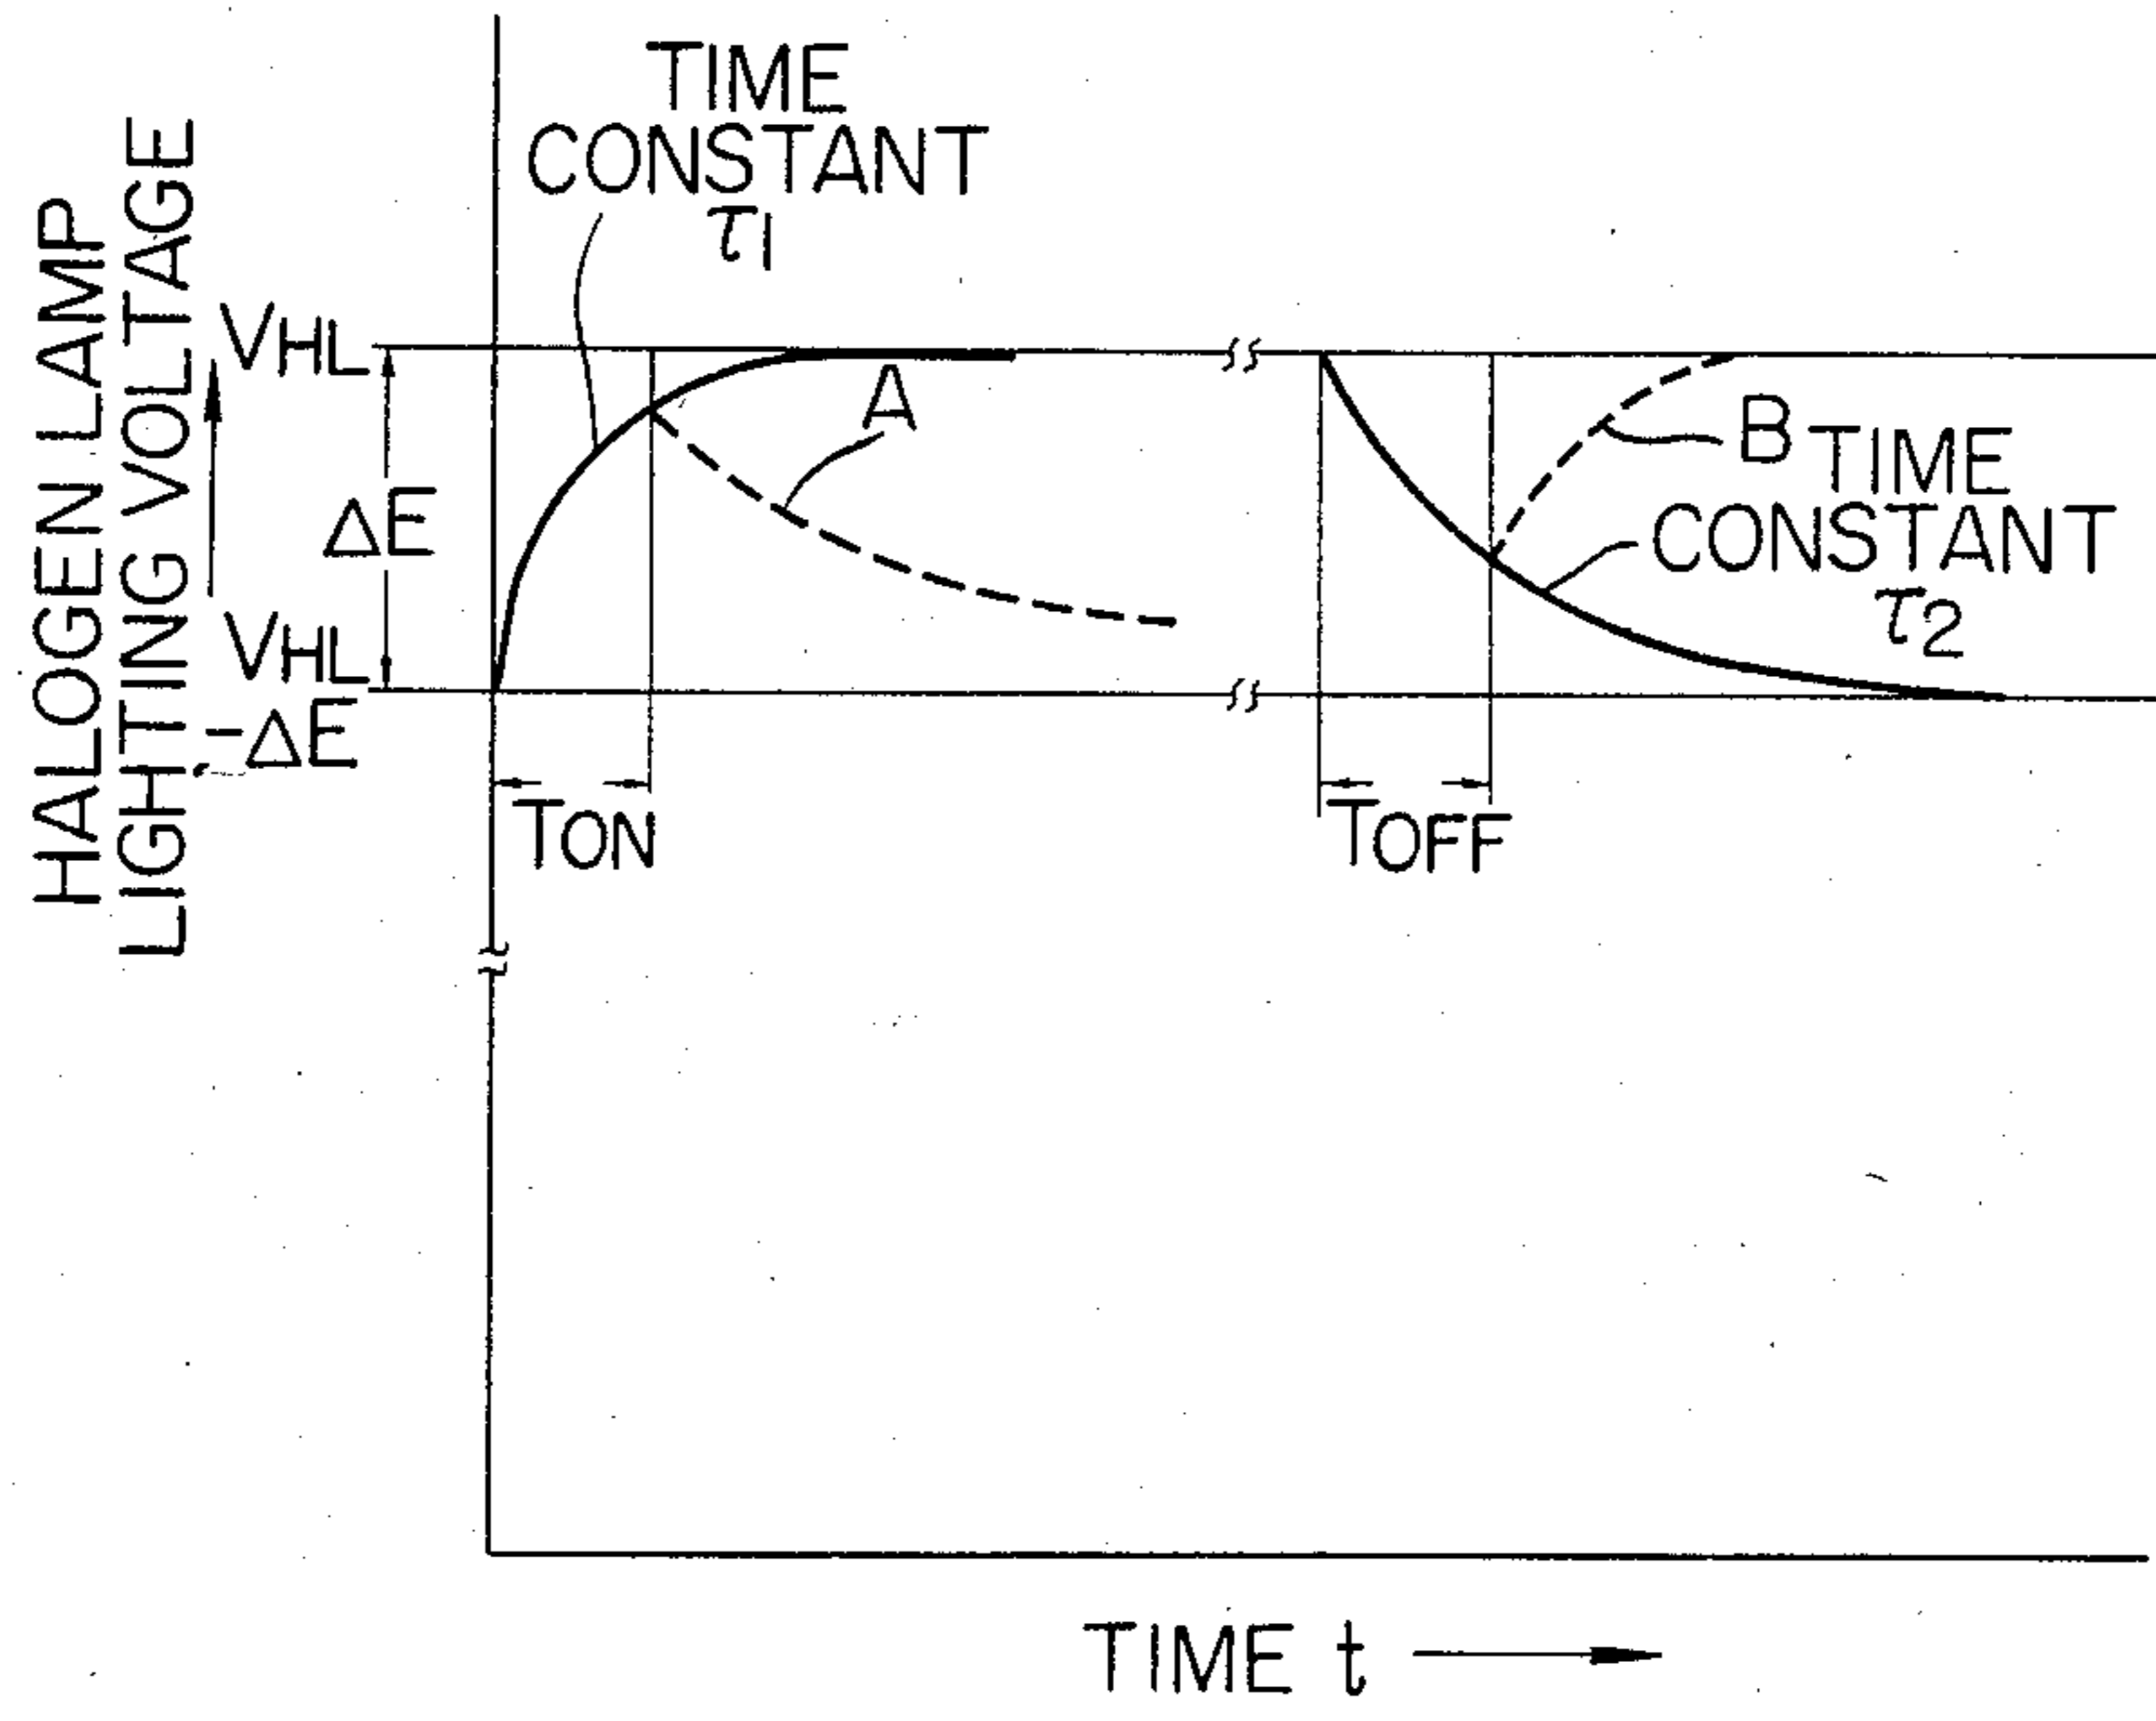 HALOGEN LAMP
LIGHTING VOLTAGE
TIME
CONSTANT
τ1
VHL
ΔE
VHL
-ΔE
A
B
TIME
CONSTANT
τ2
TON
TOFF
TIME t